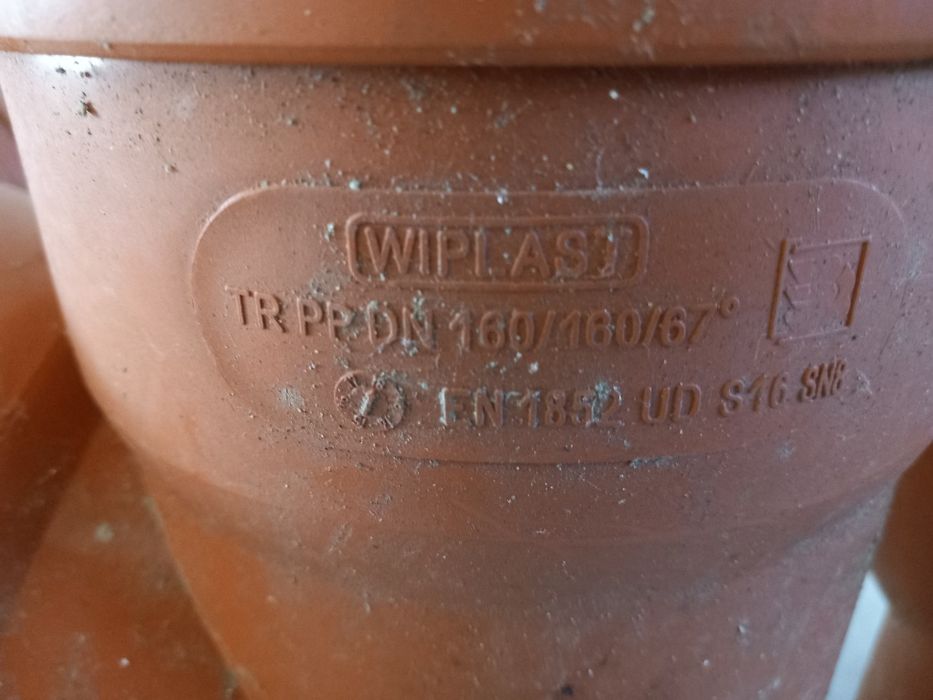 WIPLAST
TR PP DN 160/160/67°
EN 1852 UD S16 SN8